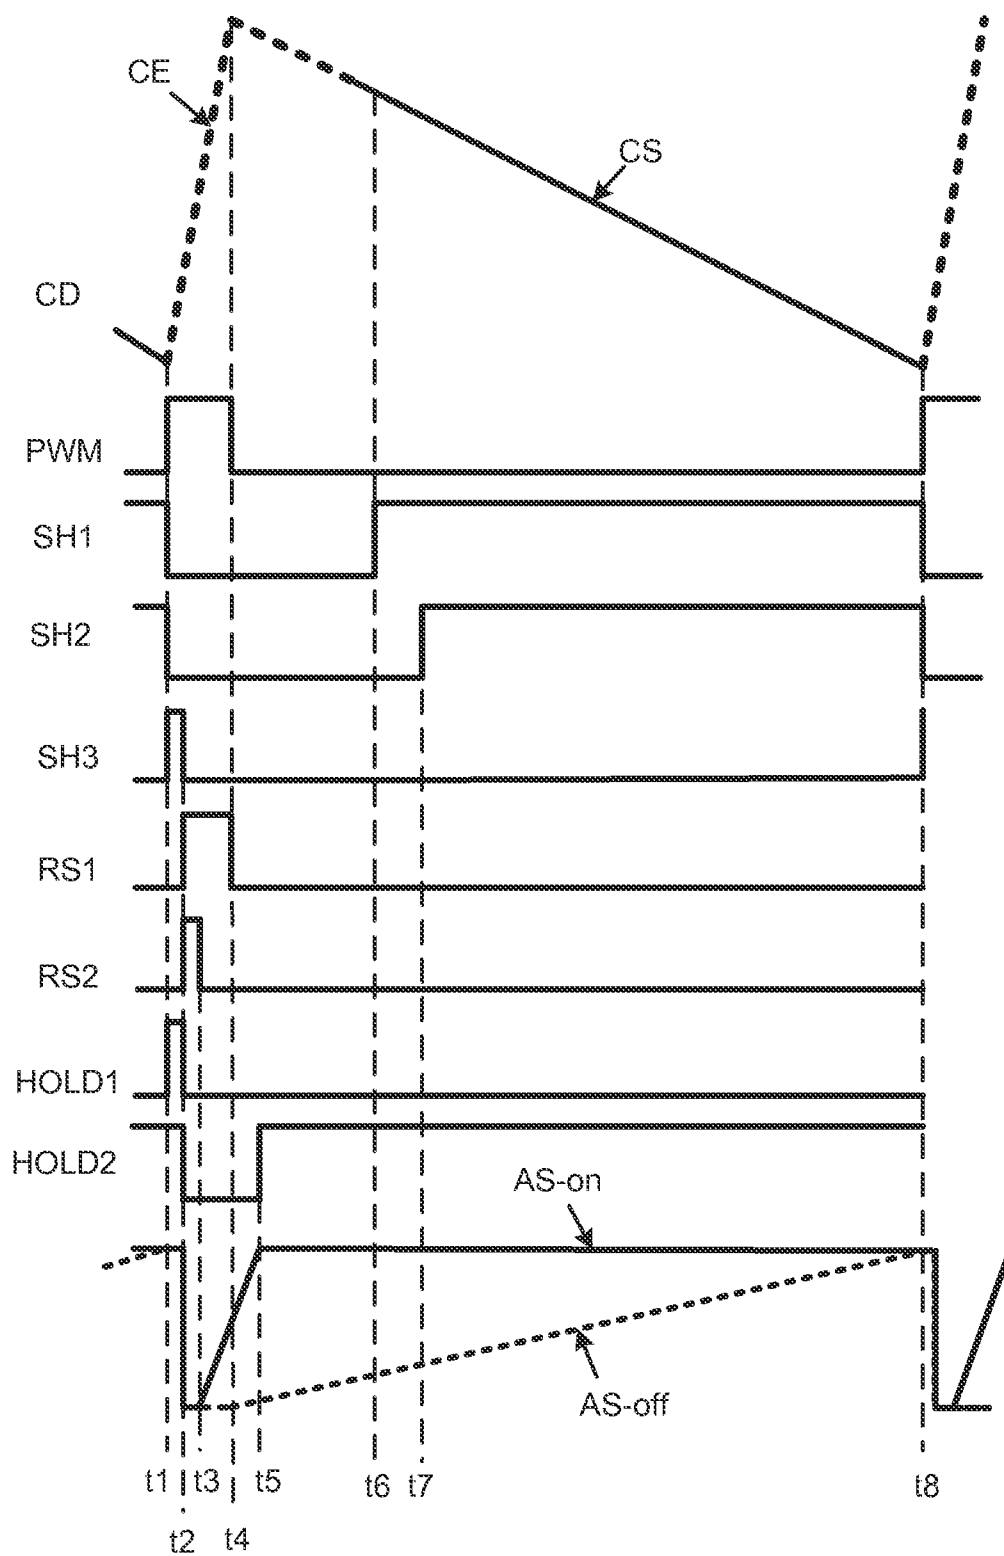 CE
CS
CD
PWM
SH1
SH2
SH3
RS1
RS2
HOLD1
HOLD2
AS-on
AS-off
t1 t3 t5 t6 t7 t8
t2 t4